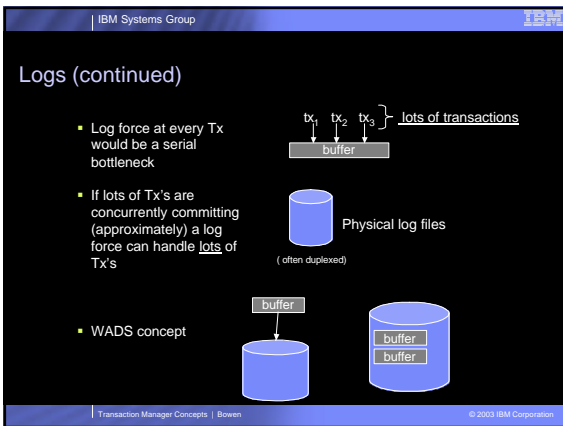 IBM Systems Group
IBM
Logs (continued)
Log force at every Tx
would be a serial
bottleneck
tx1 tx2 tx3 lots of transactions
buffer
If lots of Tx's are
concurrently committing
(approximately) a log
force can handle lots of
Tx's
Physical log files
( often duplexed)
WADS concept
buffer
buffer
buffer
Transaction Manager Concepts | Bowen
© 2003 IBM Corporation